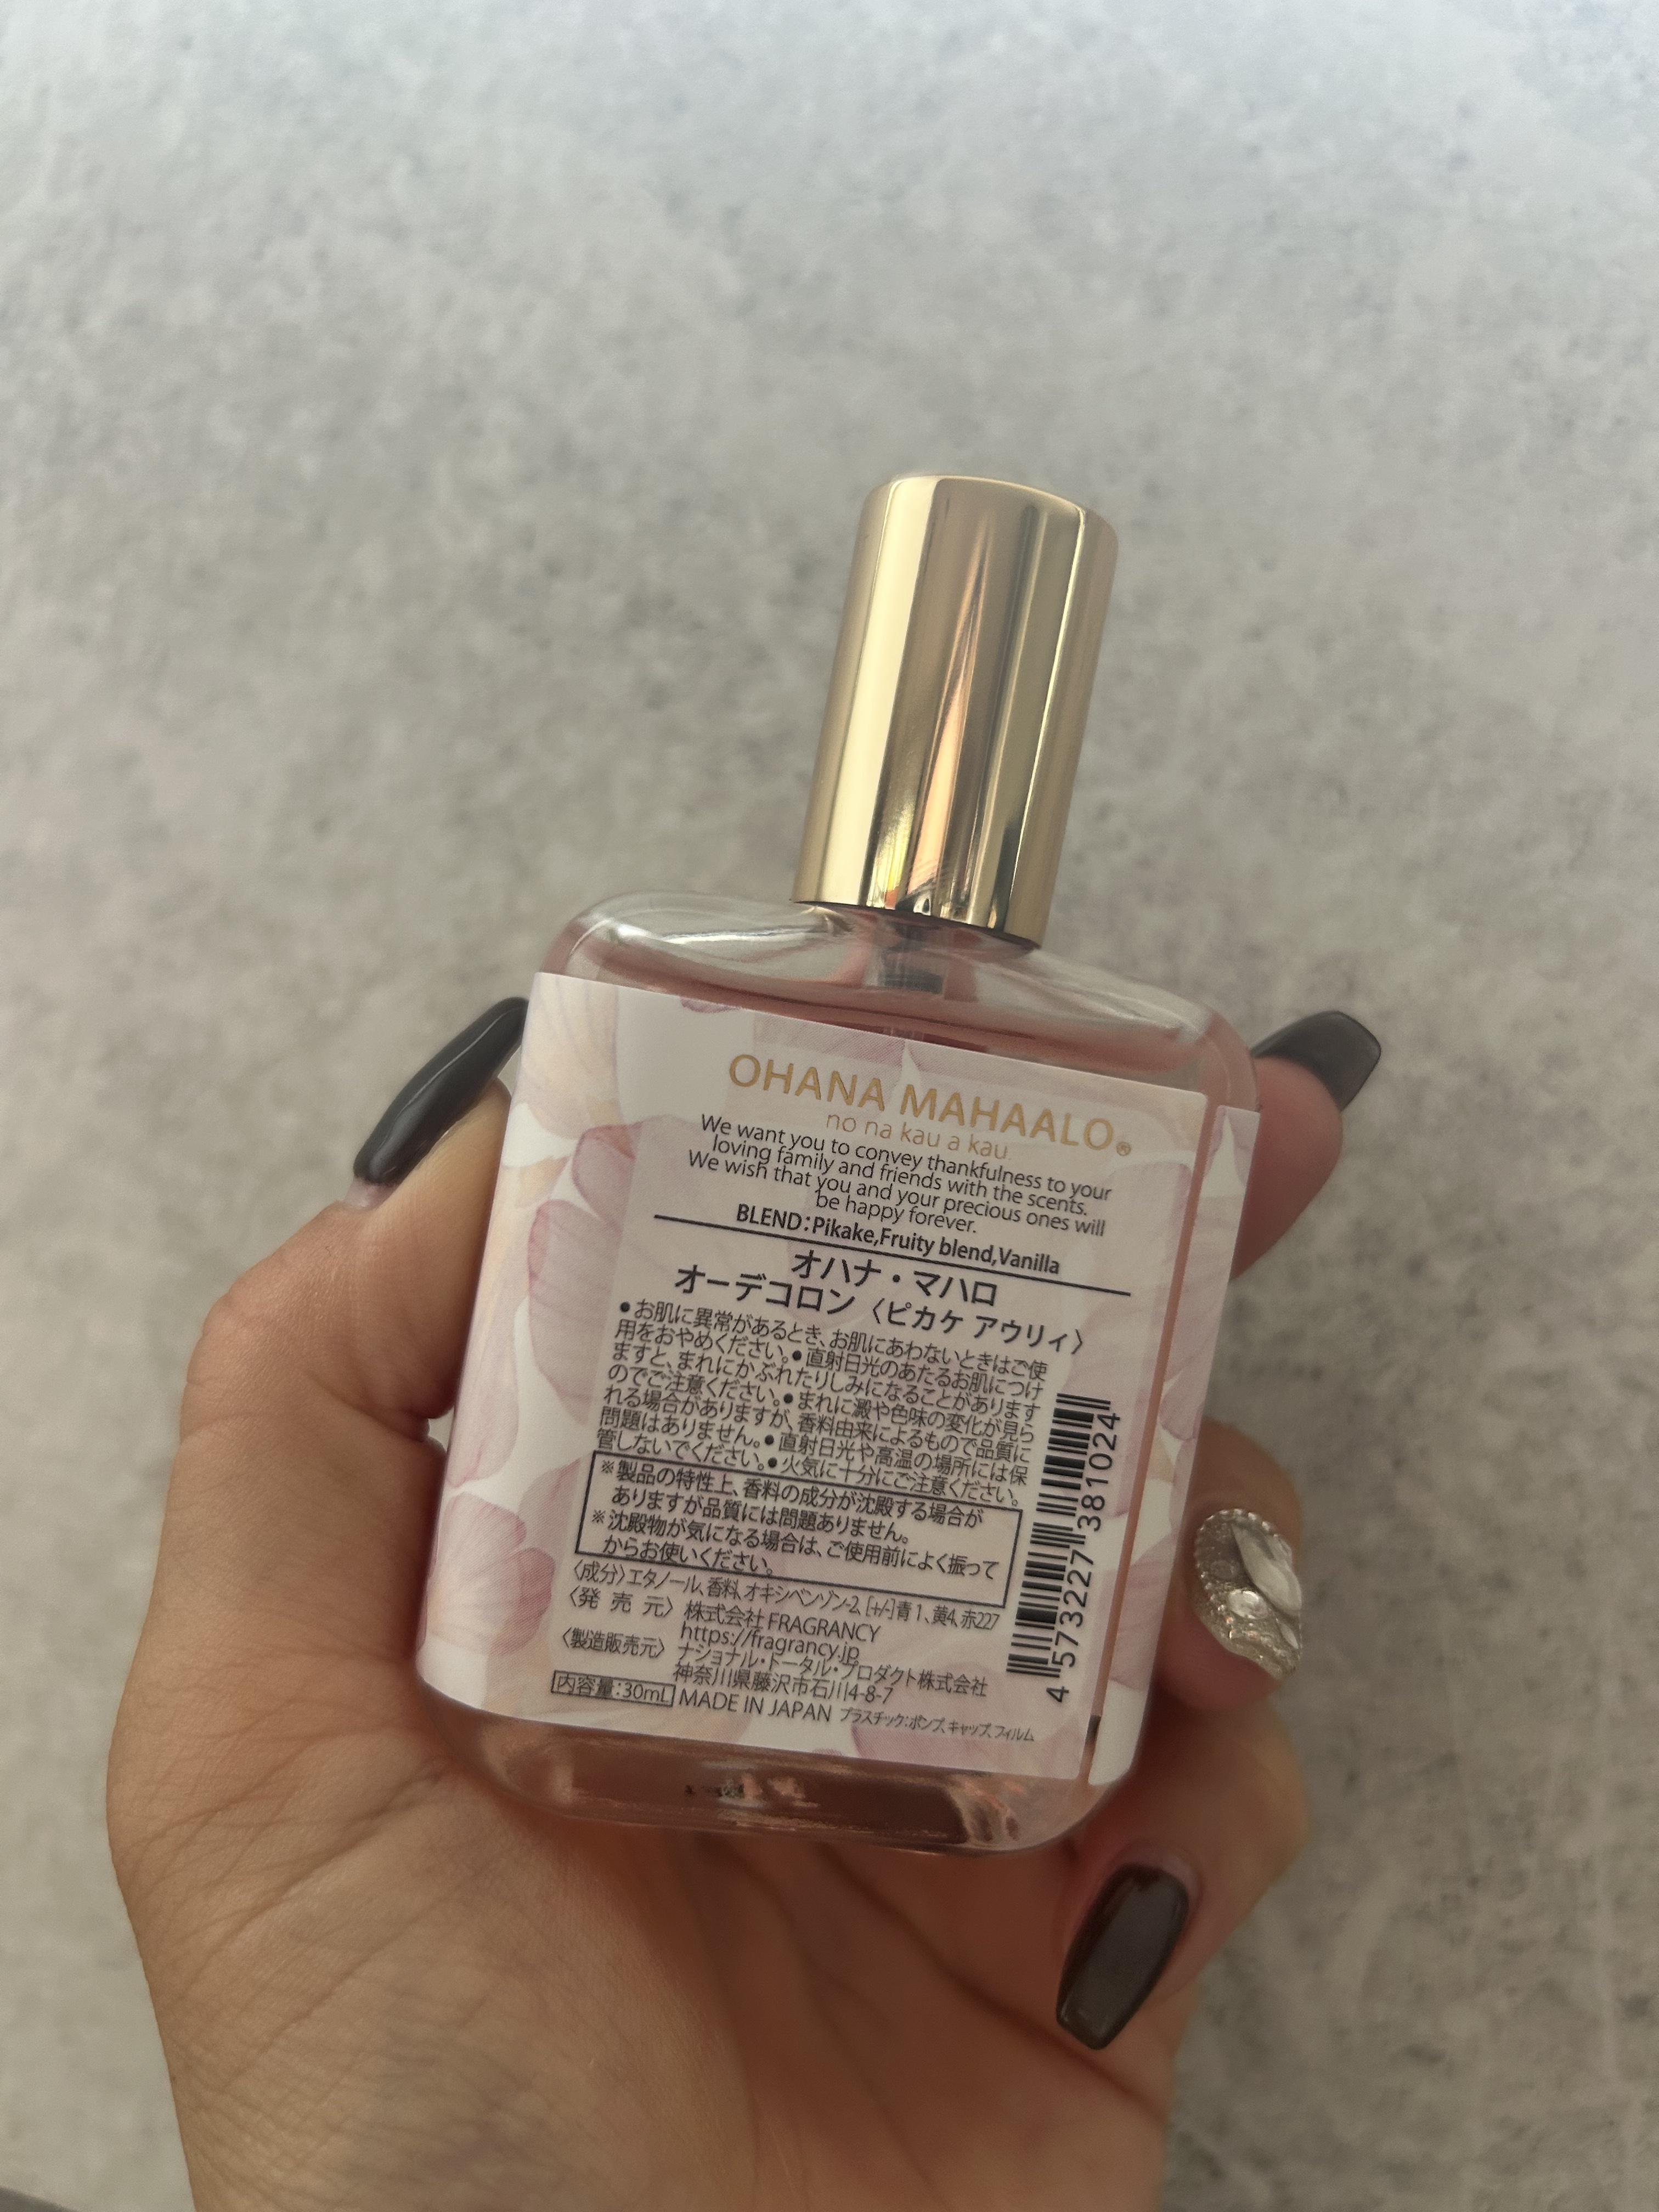 OHANA MAHAALO®
no na kau a kau
We want you to convey thankfulness to your
loving family and friends with the scents.
We wish that you and your precious ones will
be happy forever.
BLEND：Pikake,Fruity blend,Vanilla
オハナ・マハロ
オーデコロン〈ピカケ アウリィ〉
●お肌に異常があるとき、お肌にあわないときはご使
用をおやめください。●直射日光のあたるお肌につけ
ますと、まれにかぶれたりしみになることがあります
のでご注意ください。●まれに澱や色味の変化が見ら
れる場合がありますが、香料由来によるもので品質に
問題はありません。●直射日光や高温の場所には保
管しないでください。●火気に十分にご注意ください。
※製品の特性上、香料の成分が沈殿する場合が
ありますが品質には問題ありません。
※沈殿物が気になる場合は、ご使用前によく振って
からお使いください。
〈成分〉エタノール、香料、オキシベンゾン-2、[+/-]青1、黄4、赤227
〈発売元〉株式会社 FRAGRANCY
https://fragrancy.jp
〈製造販売元〉ナショナル・トータル・プロダクト株式会社
神奈川県藤沢市石川4-8-7
内容量：30mL MADE IN JAPAN プラスチック：ポンプ、キャップ、フィルム
4 573227 381024